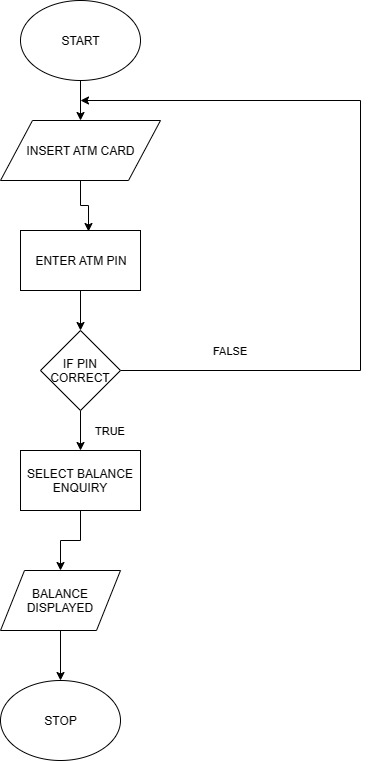 START
INSERT ATM CARD
ENTER ATM PIN
IF PIN
CORRECT
FALSE
TRUE
SELECT BALANCE
ENQUIRY
BALANCE
DISPLAYED
STOP